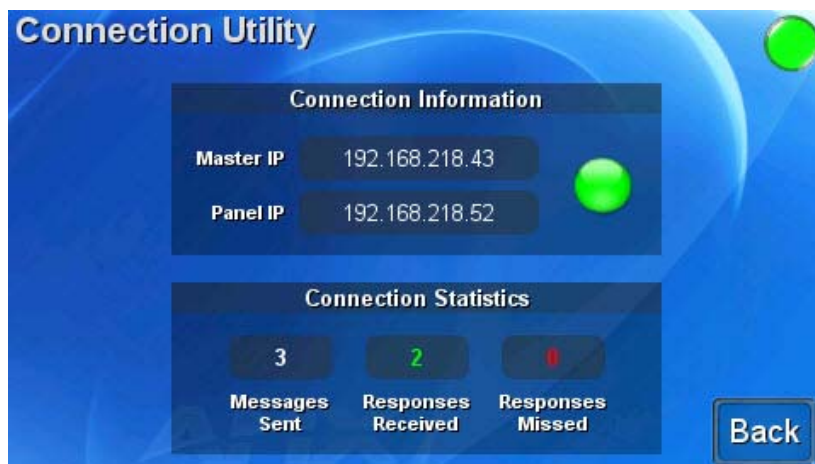 Connection Utility
Connection Information
Master IP 192.168.218.43
Panel IP 192.168.218.52
Connection Statistics
3 2 0
Messages Sent
Responses Received
Responses Missed
Back